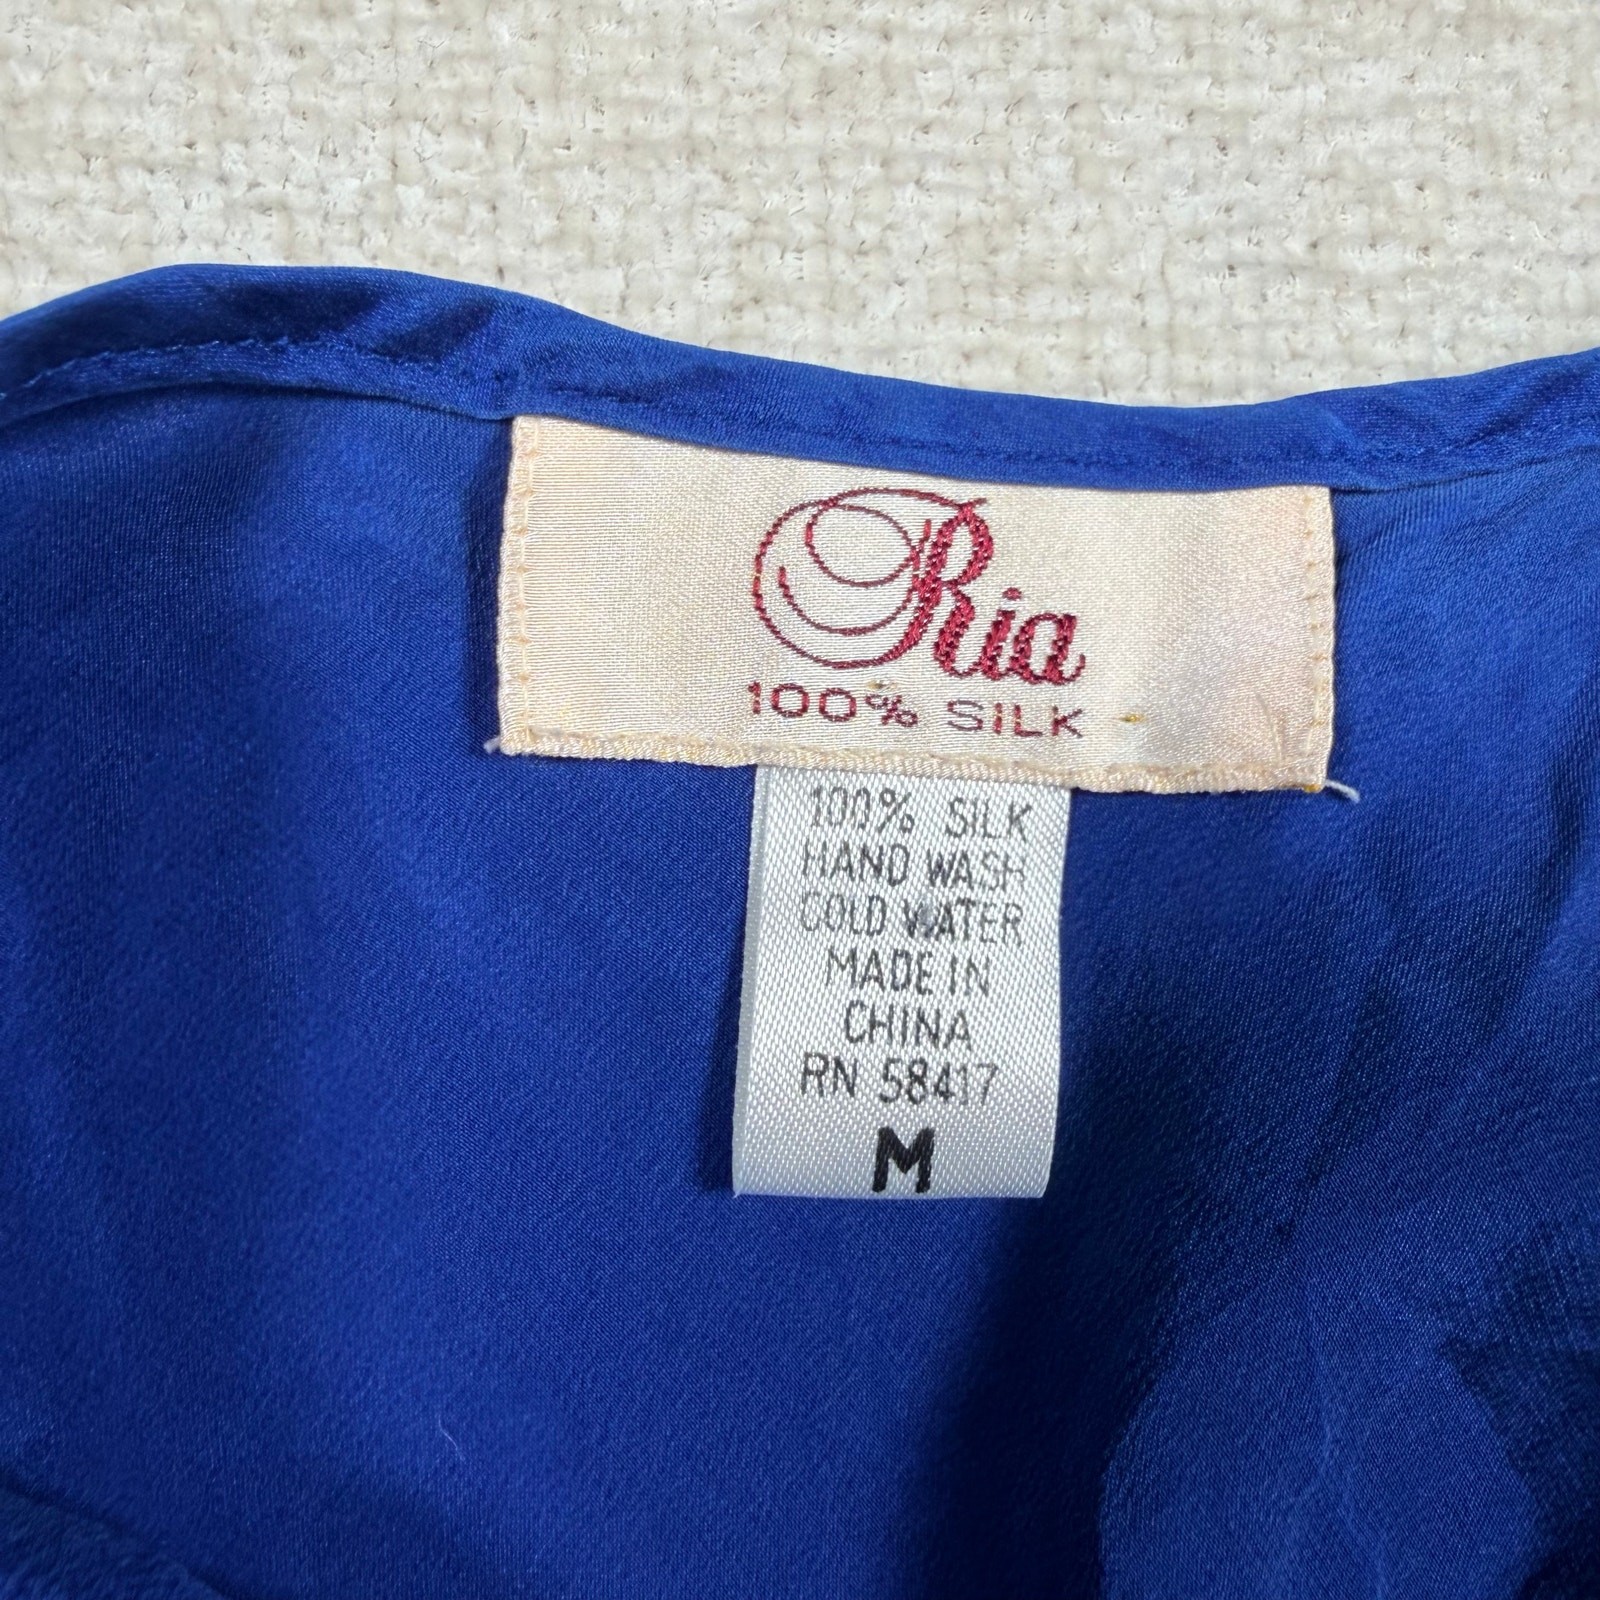 Ria
100% SILK
100% SILK
HAND WASH
COLD WATER
MADE IN
CHINA
RN 58417
M